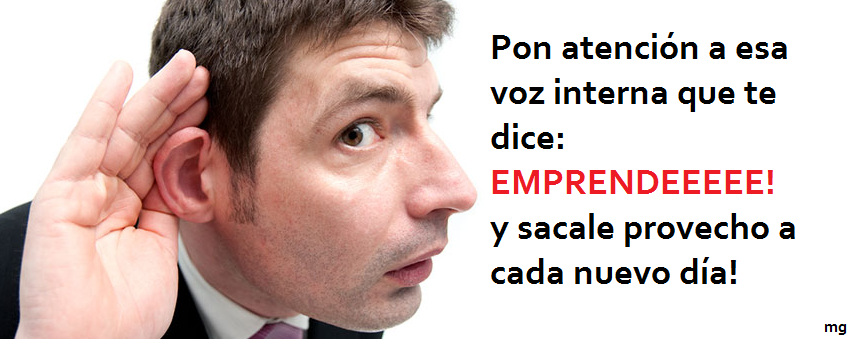 Pon atención a esa
voz interna que te
dice:
EMPRENDEEEEE!
y sacale provecho a
cada nuevo día!
mg